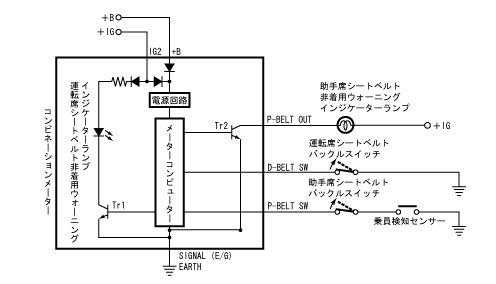 +B
+IG
IG2
+B
電源回路
助手席シートベルト
非着用ウォーニング
インジケーターランプ
Tr2
P-BELT OUT
+IG
インジケーターランプ
運転席シートベルト非着用ウォーニング
コンビネーションメーター
メーターコンピューター
運転席シートベルト
バックルスイッチ
D-BELT SW
助手席シートベルト
バックルスイッチ
Tr1
P-BELT SW
乗員検知センサー
SIGNAL (E/G)
EARTH